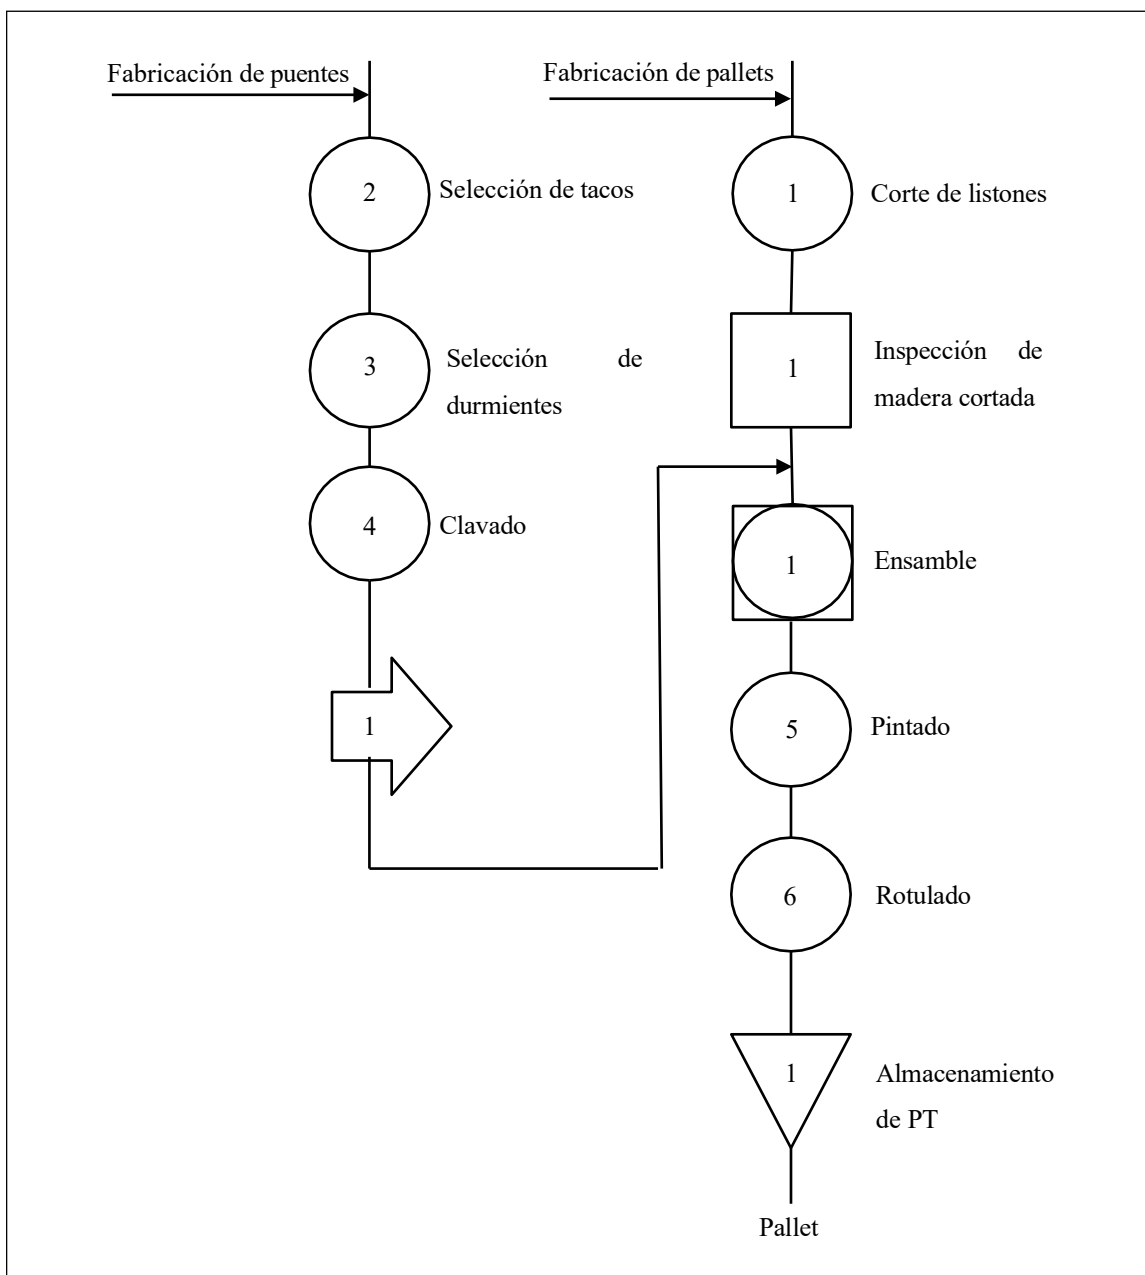 Fabricación de puentes
Fabricación de pallets
2
Selección de tacos
1
Corte de listones
3
Selección de
durmientes
1
Inspección de
madera cortada
4
Clavado
1
Ensamble
1
5
Pintado
6
Rotulado
1
Almacenamiento
de PT
Pallet